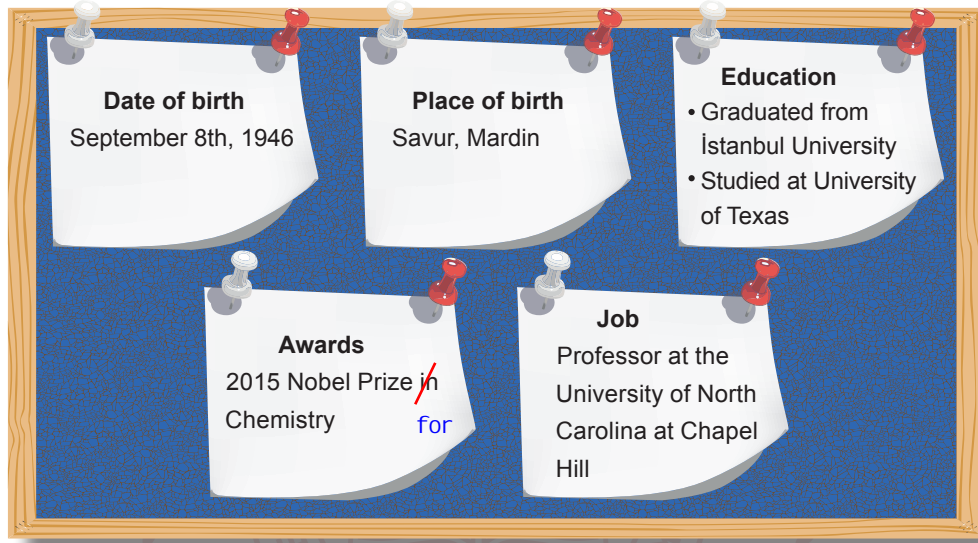 Date of birth
September 8th, 1946
Place of birth
Savur, Mardin
Education
• Graduated from
İstanbul University
• Studied at University
of Texas
Awards
2015 Nobel Prize in
Chemistry for
Job
Professor at the
University of North
Carolina at Chapel
Hill